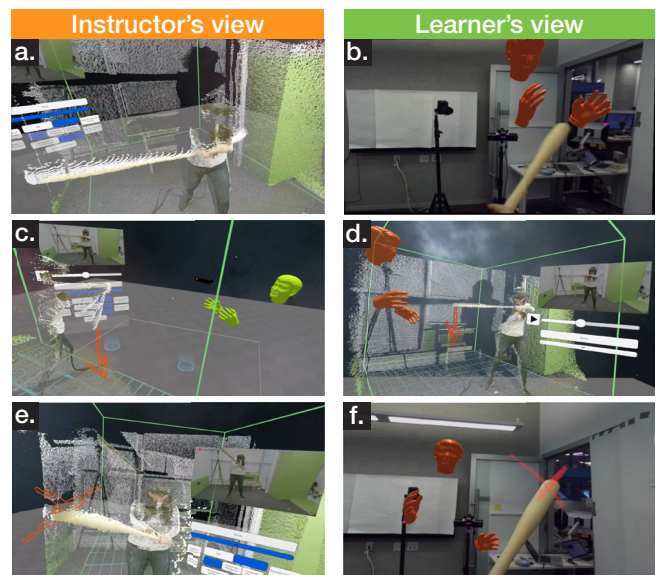 Instructor's view
Learner's view
a.
b.
c.
d.
e.
f.